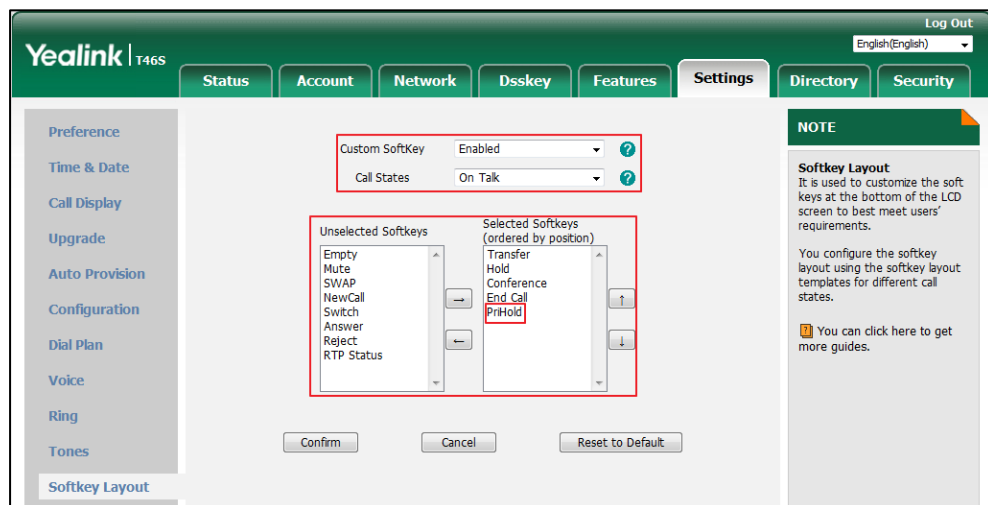 Log Out
Yealink T46S
English(English)
Status
Account
Network
Dsskey
Features
Settings
Directory
Security
Preference
Time & Date
Call Display
Upgrade
Auto Provision
Configuration
Dial Plan
Voice
Ring
Tones
Softkey Layout
Custom SoftKey
Enabled
?
Call States
On Talk
?
Unselected Softkeys
Empty
Mute
SWAP
NewCall
Switch
Answer
Reject
RTP Status
→
←
Selected Softkeys
(ordered by position)
Transfer
Hold
Conference
End Call
PriHold
↑
↓
Confirm
Cancel
Reset to Default
NOTE
Softkey Layout
It is used to customize the soft
keys at the bottom of the LCD
screen to best meet users'
requirements.
You configure the softkey
layout using the softkey layout
templates for different call
states.
? You can click here to get
more guides.